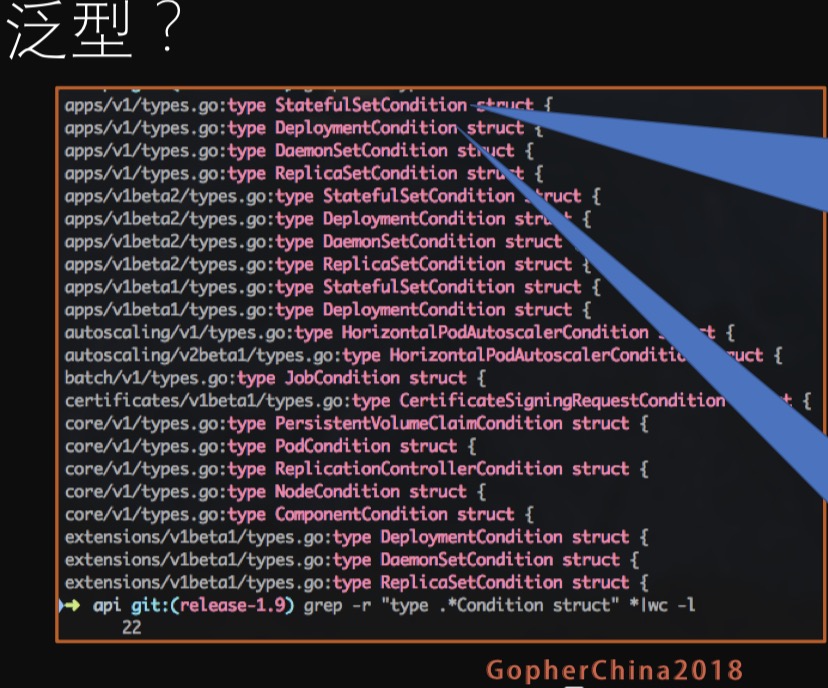 泛型？
apps/v1/types.go:type StatefulSetCondition struct {
apps/v1/types.go:type DeploymentCondition struct {
apps/v1/types.go:type DaemonSetCondition struct {
apps/v1/types.go:type ReplicaSetCondition struct {
apps/v1beta2/types.go:type StatefulSetCondition struct {
apps/v1beta2/types.go:type DeploymentCondition struct {
apps/v1beta2/types.go:type DaemonSetCondition struct
apps/v1beta2/types.go:type ReplicaSetCondition struct {
apps/v1beta1/types.go:type StatefulSetCondition struct {
apps/v1beta1/types.go:type DeploymentCondition struct {
autoscaling/v1/types.go:type HorizontalPodAutoscalerCondition struct {
autoscaling/v2beta1/types.go:type HorizontalPodAutoscalerCondition struct {
batch/v1/types.go:type JobCondition struct {
certificates/v1beta1/types.go:type CertificateSigningRequestCondition struct {
core/v1/types.go:type PersistentVolumeClaimCondition struct {
core/v1/types.go:type PodCondition struct {
core/v1/types.go:type ReplicationControllerCondition struct {
core/v1/types.go:type NodeCondition struct {
core/v1/types.go:type ComponentCondition struct {
extensions/v1beta1/types.go:type DeploymentCondition struct {
extensions/v1beta1/types.go:type DaemonSetCondition struct {
extensions/v1beta1/types.go:type ReplicaSetCondition struct {
➜ api git:(release-1.9) grep -r "type .*Condition struct" *|wc -l
22
GopherChina2018